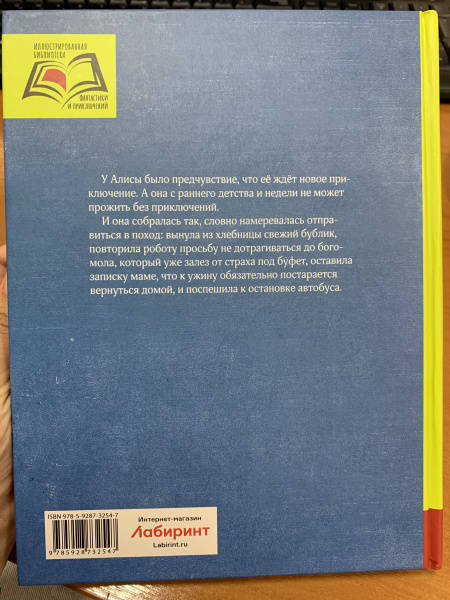 ИЛЛЮСТРИРОВАННАЯ
БИБЛИОТЕКА
ФАНТАСТИКИ
И ПРИКЛЮЧЕНИЙ
У Алисы было предчувствие, что её ждёт новое при-
ключение. А она с раннего детства и недели не может
прожить без приключений.
И она собралась так, словно намеревалась отпра-
виться в поход: вынула из хлебницы свежий бублик,
повторила роботу просьбу не дотрагиваться до бого-
мола, который уже залез от страха под буфет, оставила
записку маме, что к ужину обязательно постарается
вернуться домой, и поспешила к остановке автобуса.
ISBN 978-5-9287-3254-7
9785928732547
Интернет-магазин
Лабиринт
Labirint.ru